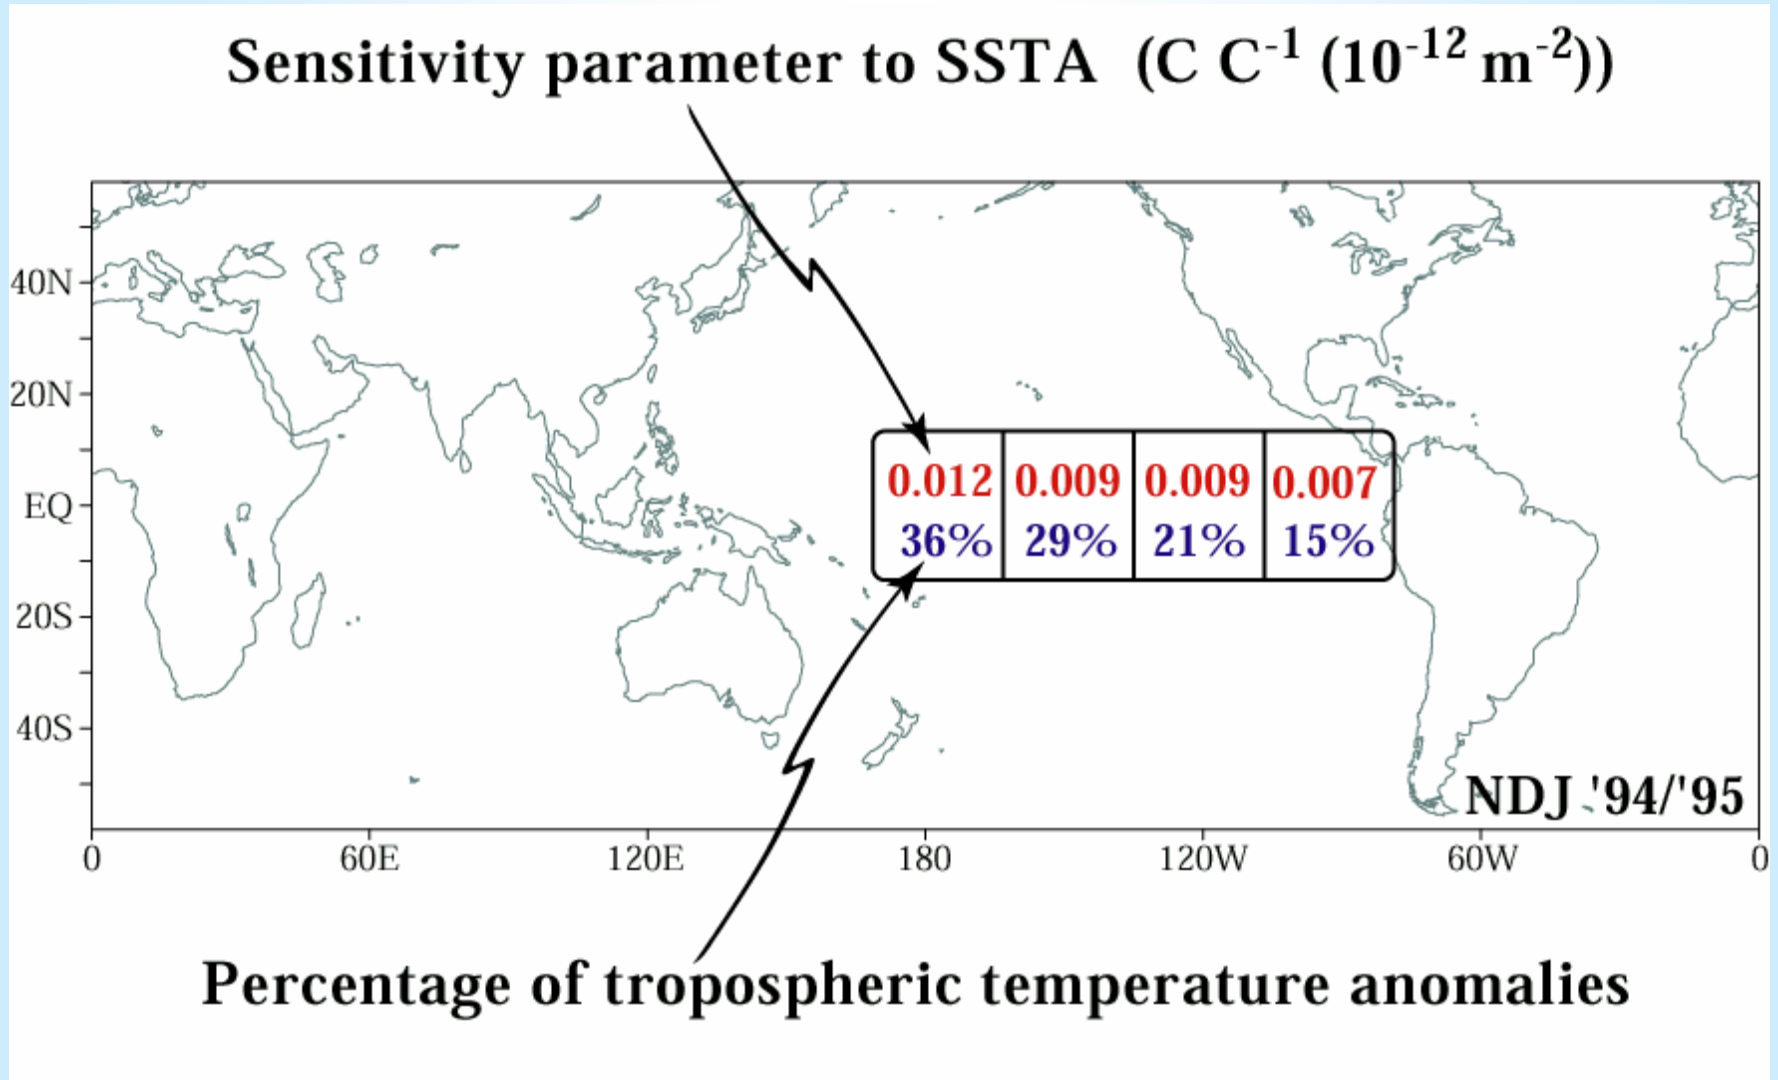 Sensitivity parameter to SSTA (C C-1 (10-12 m-2))
40N
20N
EQ
20S
40S
0.012 0.009 0.009 0.007
36% 29% 21% 15%
NDJ '94/'95
0 60E 120E 180 120W 60W 0
Percentage of tropospheric temperature anomalies